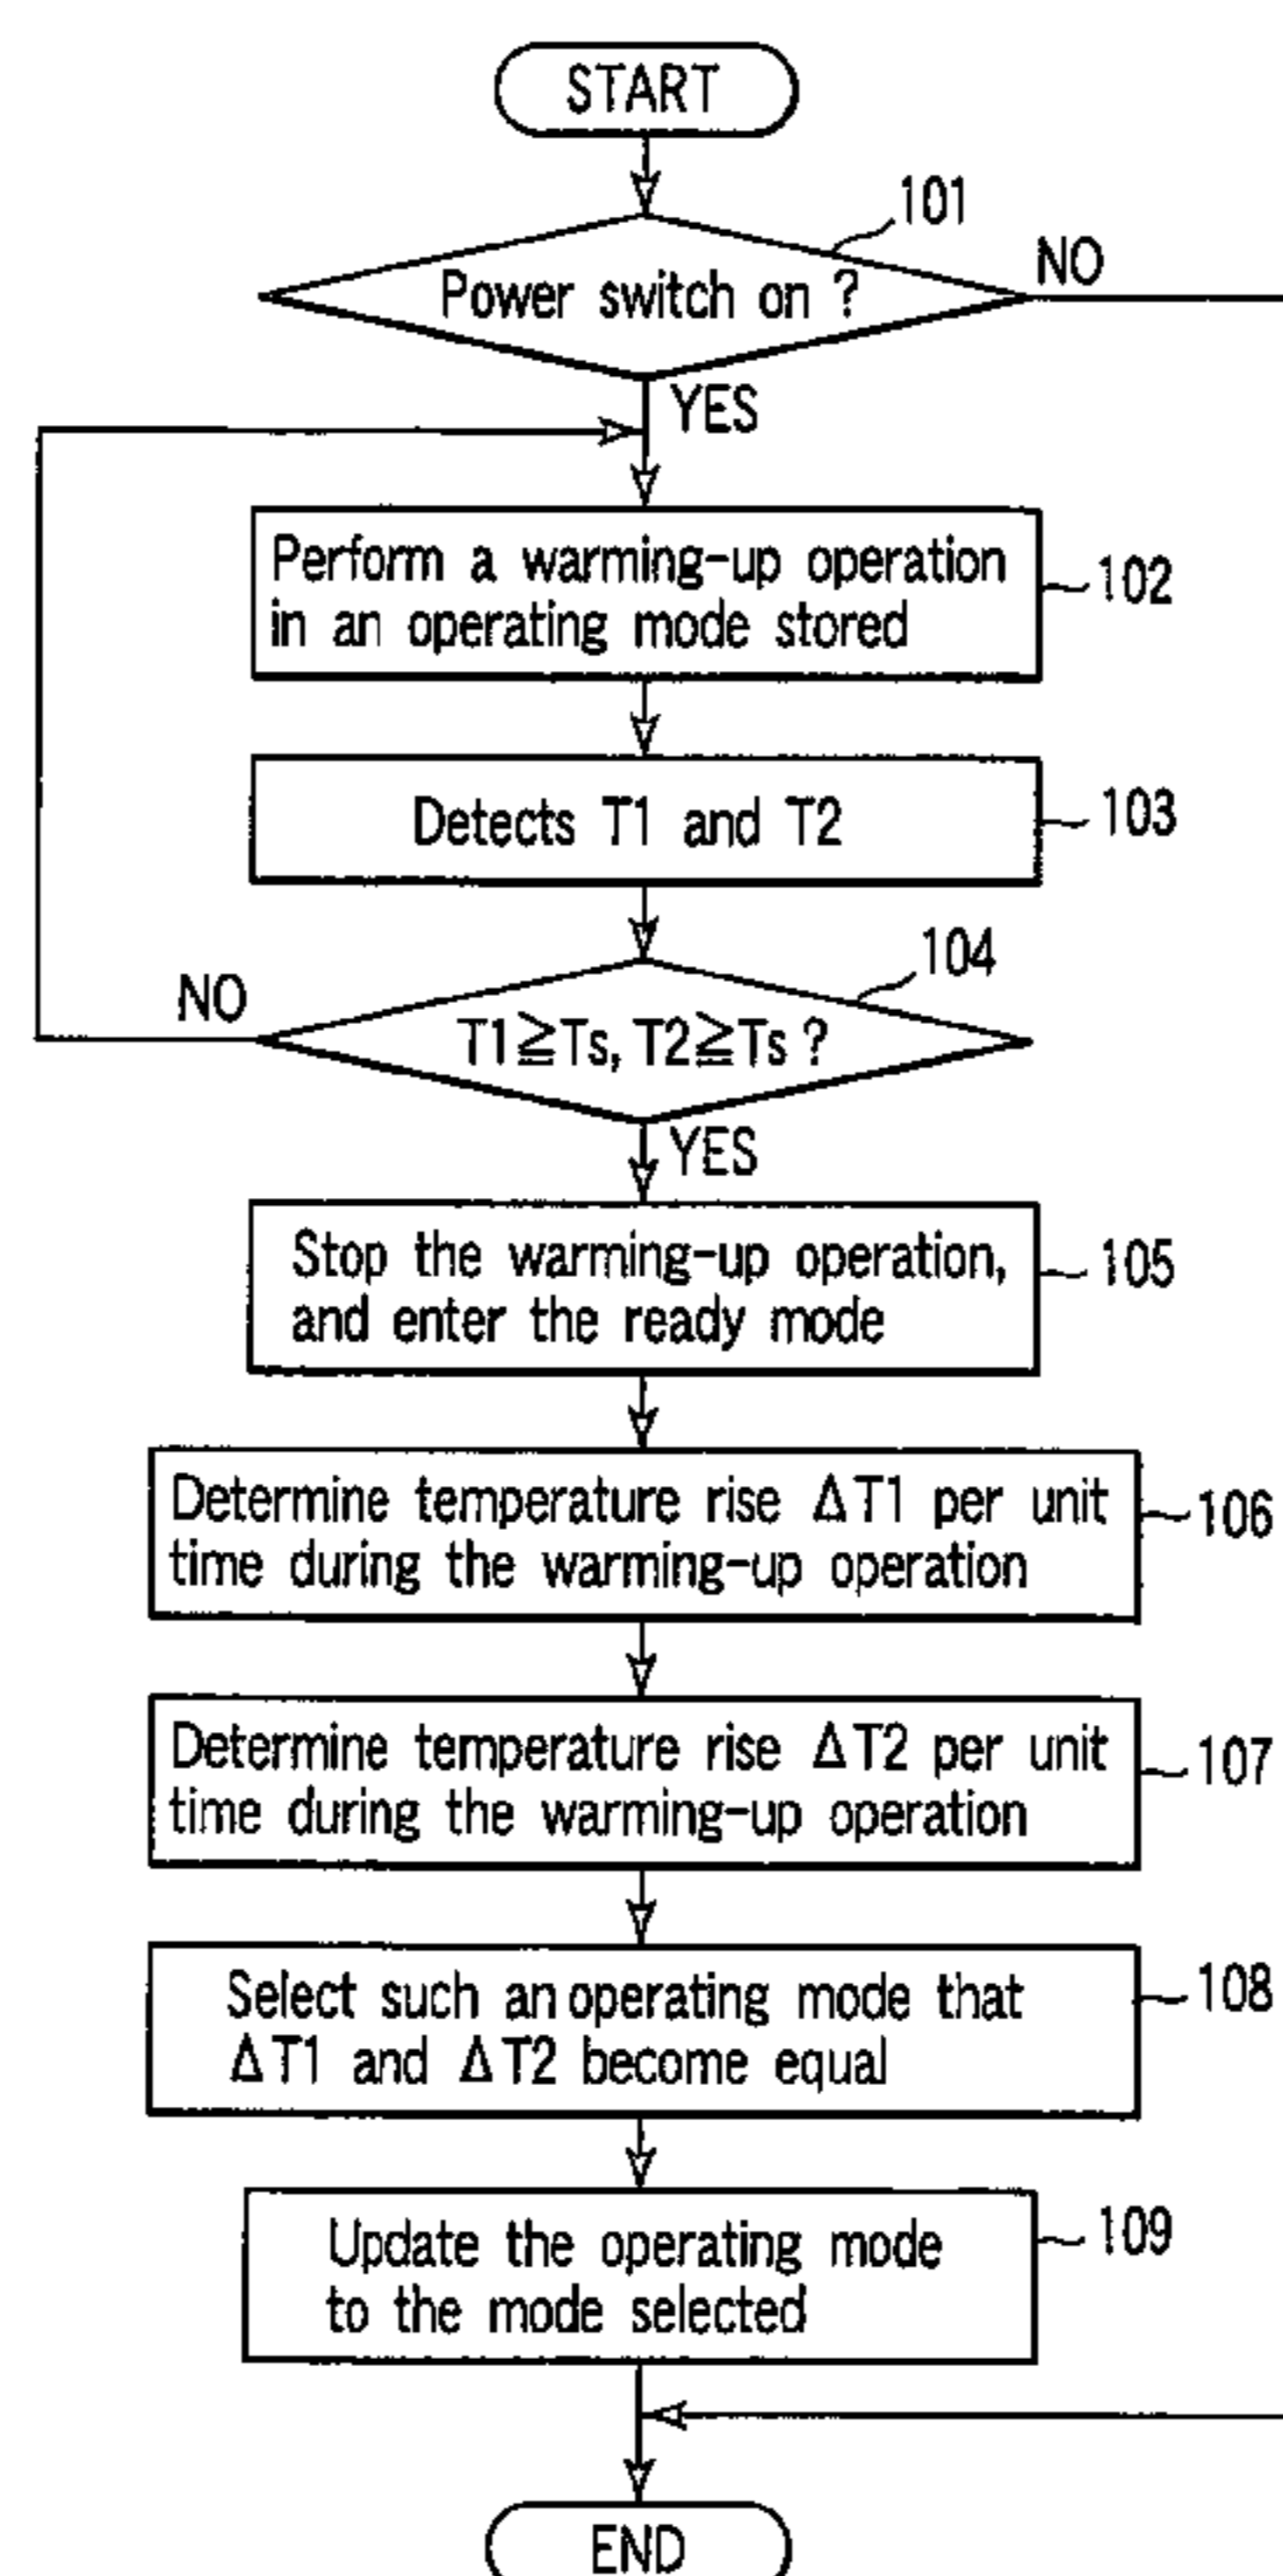 START
101
Power switch on ?
NO
YES
Perform a warming-up operation
in an operating mode stored
102
Detects T1 and T2
103
104
NO
T1≧Ts, T2≧Ts ?
YES
Stop the warming-up operation,
and enter the ready mode
105
Determine temperature rise ΔT1 per unit
time during the warming-up operation
106
Determine temperature rise ΔT2 per unit
time during the warming-up operation
107
Select such an operating mode that
ΔT1 and ΔT2 become equal
108
Update the operating mode
to the mode selected
109
END